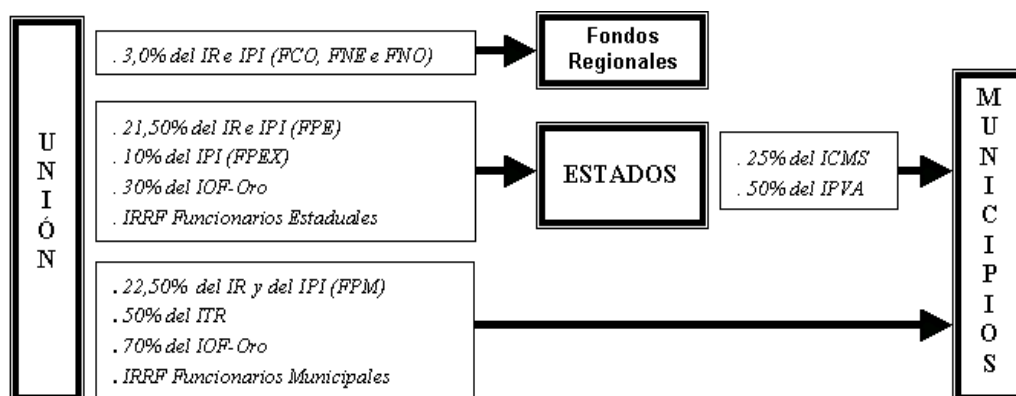 UNIÓN
. 3,0% del IR e IPI (FCO, FNE e FNO)
Fondos
Regionales
. 21,50% del IR e IPI (FPE)
. 10% del IPI (FPEX)
. 30% del IOF-Oro
. IRRF Funcionarios Estaduales
ESTADOS
. 25% del ICMS
. 50% del IPVA
. 22,50% del IR y del IPI (FPM)
. 50% del ITR
. 70% del IOF-Oro
. IRRF Funcionarios Municipales
MUNICIPIOS